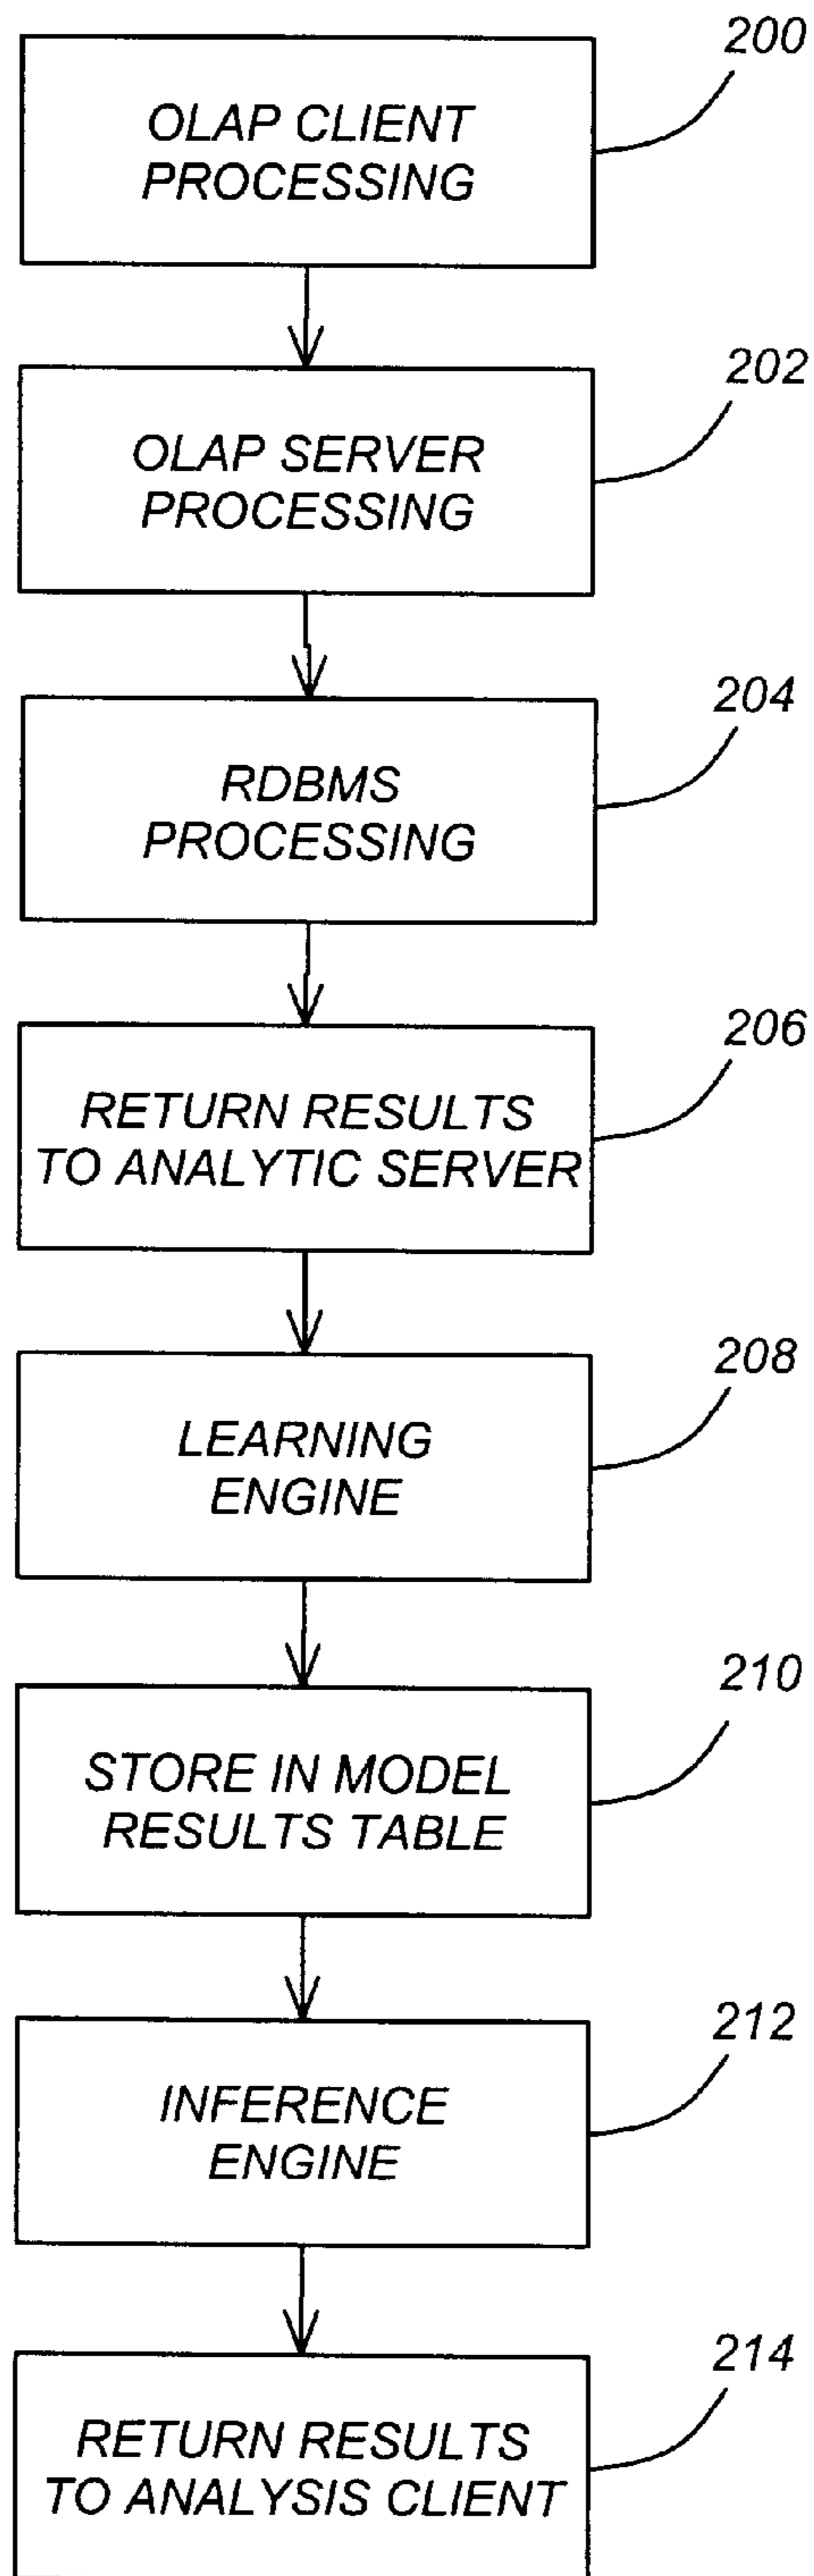 200
OLAP CLIENT
PROCESSING
202
OLAP SERVER
PROCESSING
204
RDBMS
PROCESSING
206
RETURN RESULTS
TO ANALYTIC SERVER
208
LEARNING
ENGINE
210
STORE IN MODEL
RESULTS TABLE
212
INFERENCE
ENGINE
214
RETURN RESULTS
TO ANALYSIS CLIENT